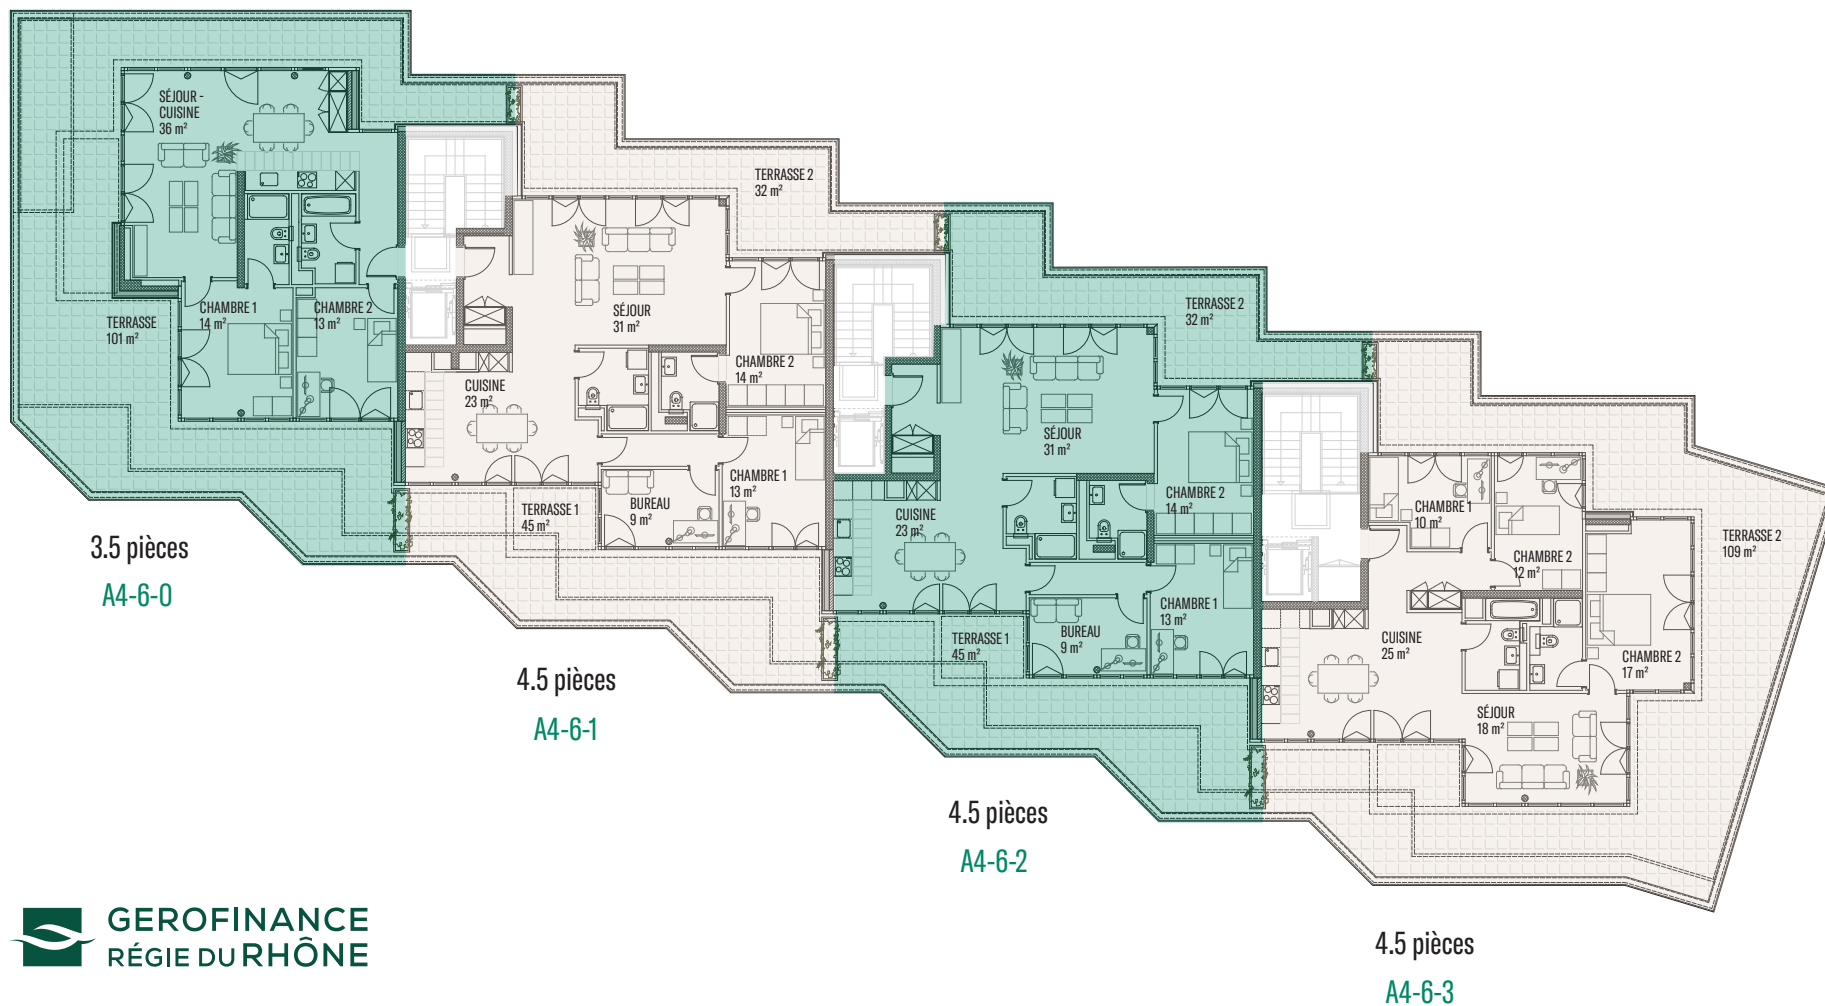 SÉJOUR -
CUISINE
36 m²
CHAMBRE 1
14 m²
CHAMBRE 2
13 m²
TERRASSE
101 m²
3.5 pièces
A4-6-0
TERRASSE 2
32 m²
SÉJOUR
31 m²
CHAMBRE 2
14 m²
CUISINE
23 m²
CHAMBRE 1
13 m²
BUREAU
9 m²
TERRASSE 1
45 m²
4.5 pièces
A4-6-1
TERRASSE 2
32 m²
SÉJOUR
31 m²
CHAMBRE 2
14 m²
CUISINE
23 m²
CHAMBRE 1
13 m²
BUREAU
9 m²
TERRASSE 1
45 m²
4.5 pièces
A4-6-2
CHAMBRE 1
10 m²
CHAMBRE 2
12 m²
TERRASSE 2
109 m²
CUISINE
25 m²
CHAMBRE 2
17 m²
SÉJOUR
18 m²
4.5 pièces
A4-6-3
GEROFINANCE
RÉGIE DU RHÔNE